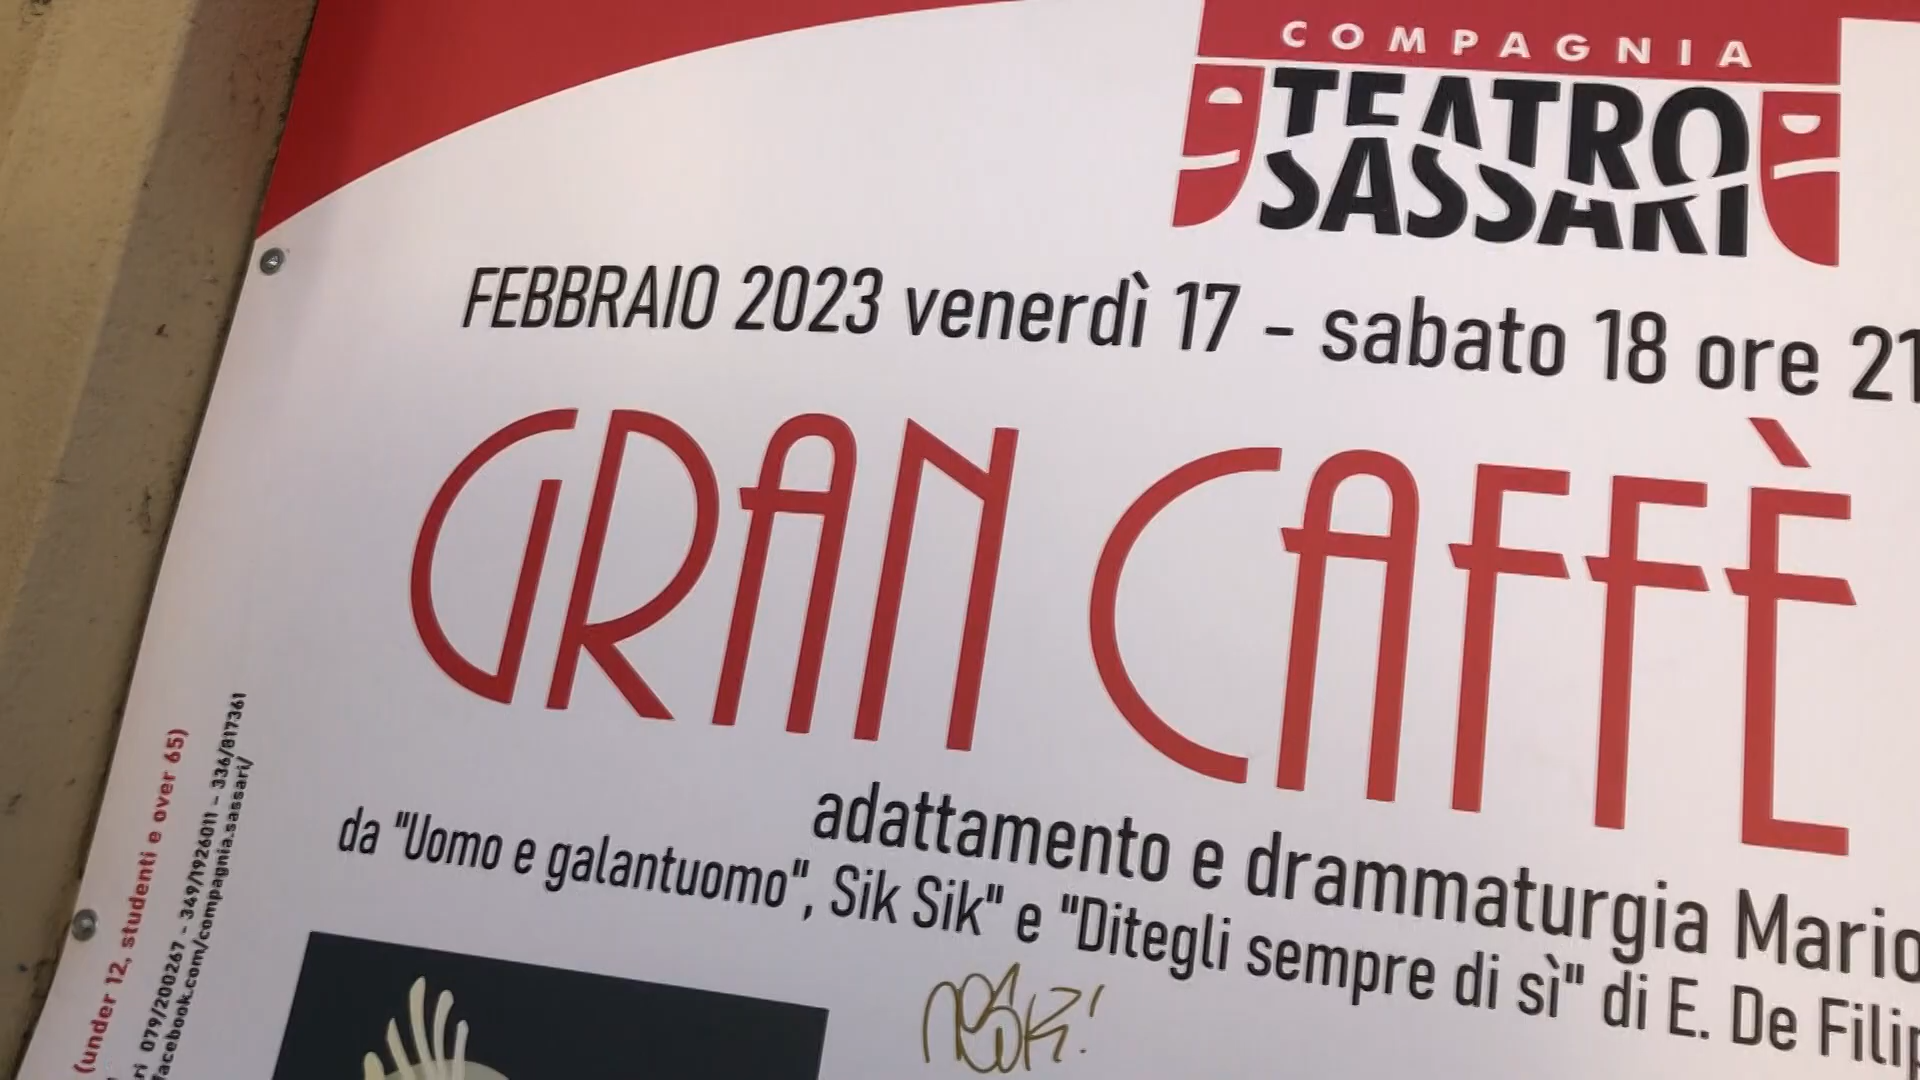 COMPAGNIA
TEATRO
SASSARI
FEBBRAIO 2023 venerdì 17 - sabato 18 ore 21
GRAN CAFFÈ
adattamento e drammaturgia Mario
da "Uomo e galantuomo", Sik Sik" e "Ditegli sempre di sì" di E. De Filip
(under 12, studenti e over 65)
ri 079/200267 - 349/1926011 - 336/817361
facebook.com/compagnia.sassari/